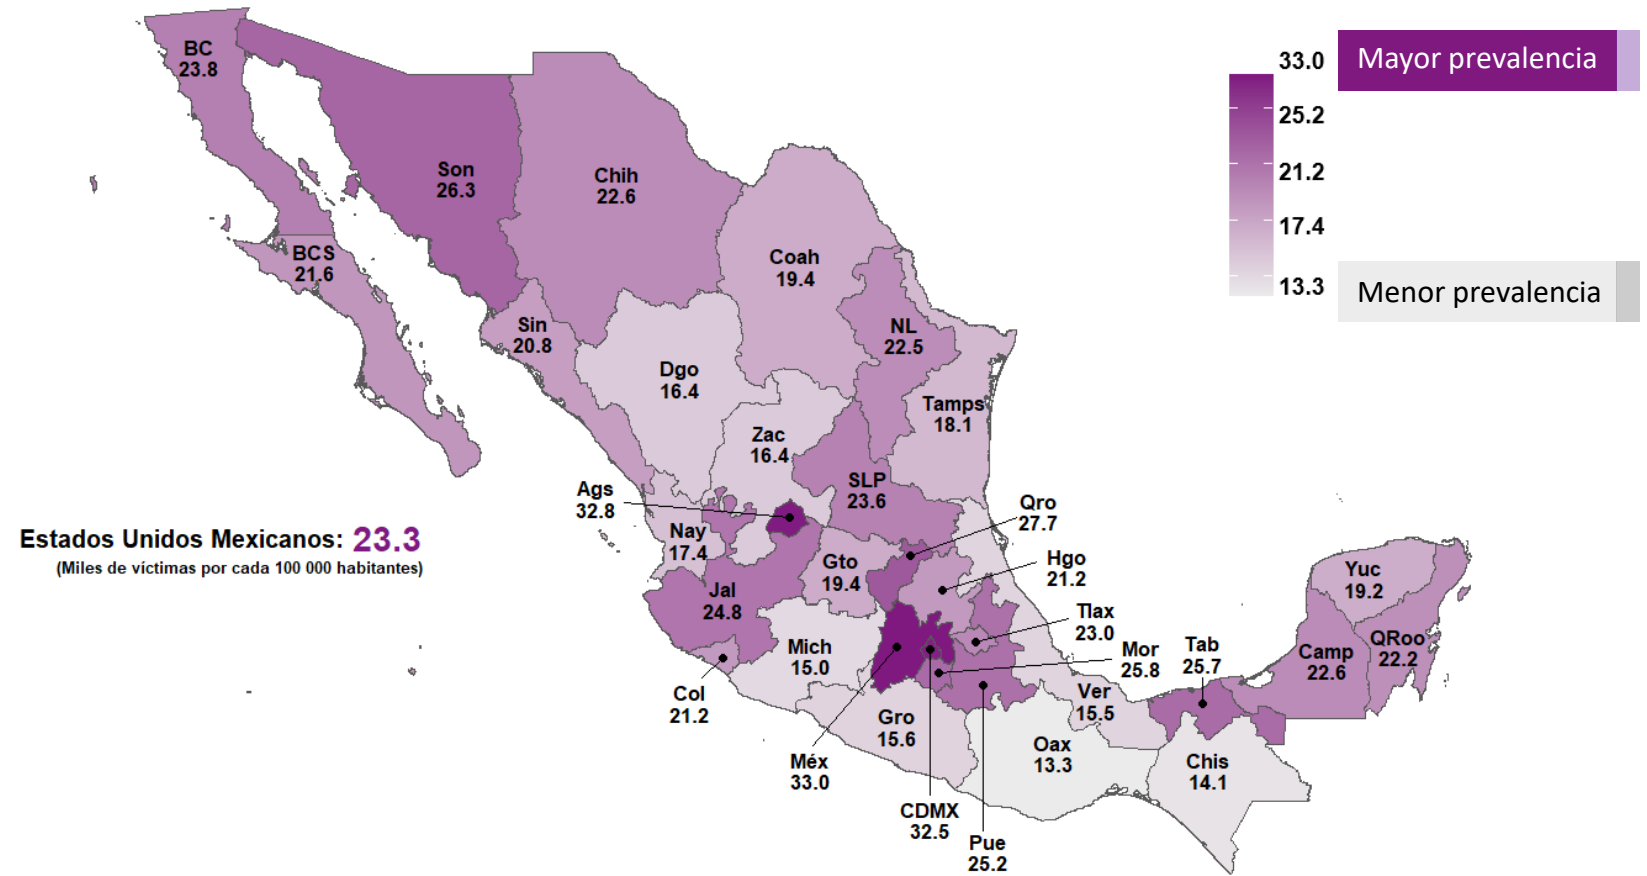 BC
23.8
Son
26.3
Chih
22.6
BCS
21.6
Coah
19.4
Sin
20.8
NL
22.5
Dgo
16.4
Tamps
18.1
Zac
16.4
SLP
23.6
Ags
32.8
Qro
27.7
Nay
17.4
Gto
19.4
Hgo
21.2
Jal
24.8
Tlax
23.0
Mich
15.0
Mor
25.8
Tab
25.7
Yuc
19.2
QRoo
22.2
Camp
22.6
Col
21.2
Ver
15.5
Gro
15.6
Méx
33.0
Oax
13.3
Chis
14.1
CDMX
32.5
Pue
25.2
Estados Unidos Mexicanos: 23.3
(Miles de víctimas por cada 100 000 habitantes)
33.0
25.2
21.2
17.4
13.3
Mayor prevalencia
Menor prevalencia